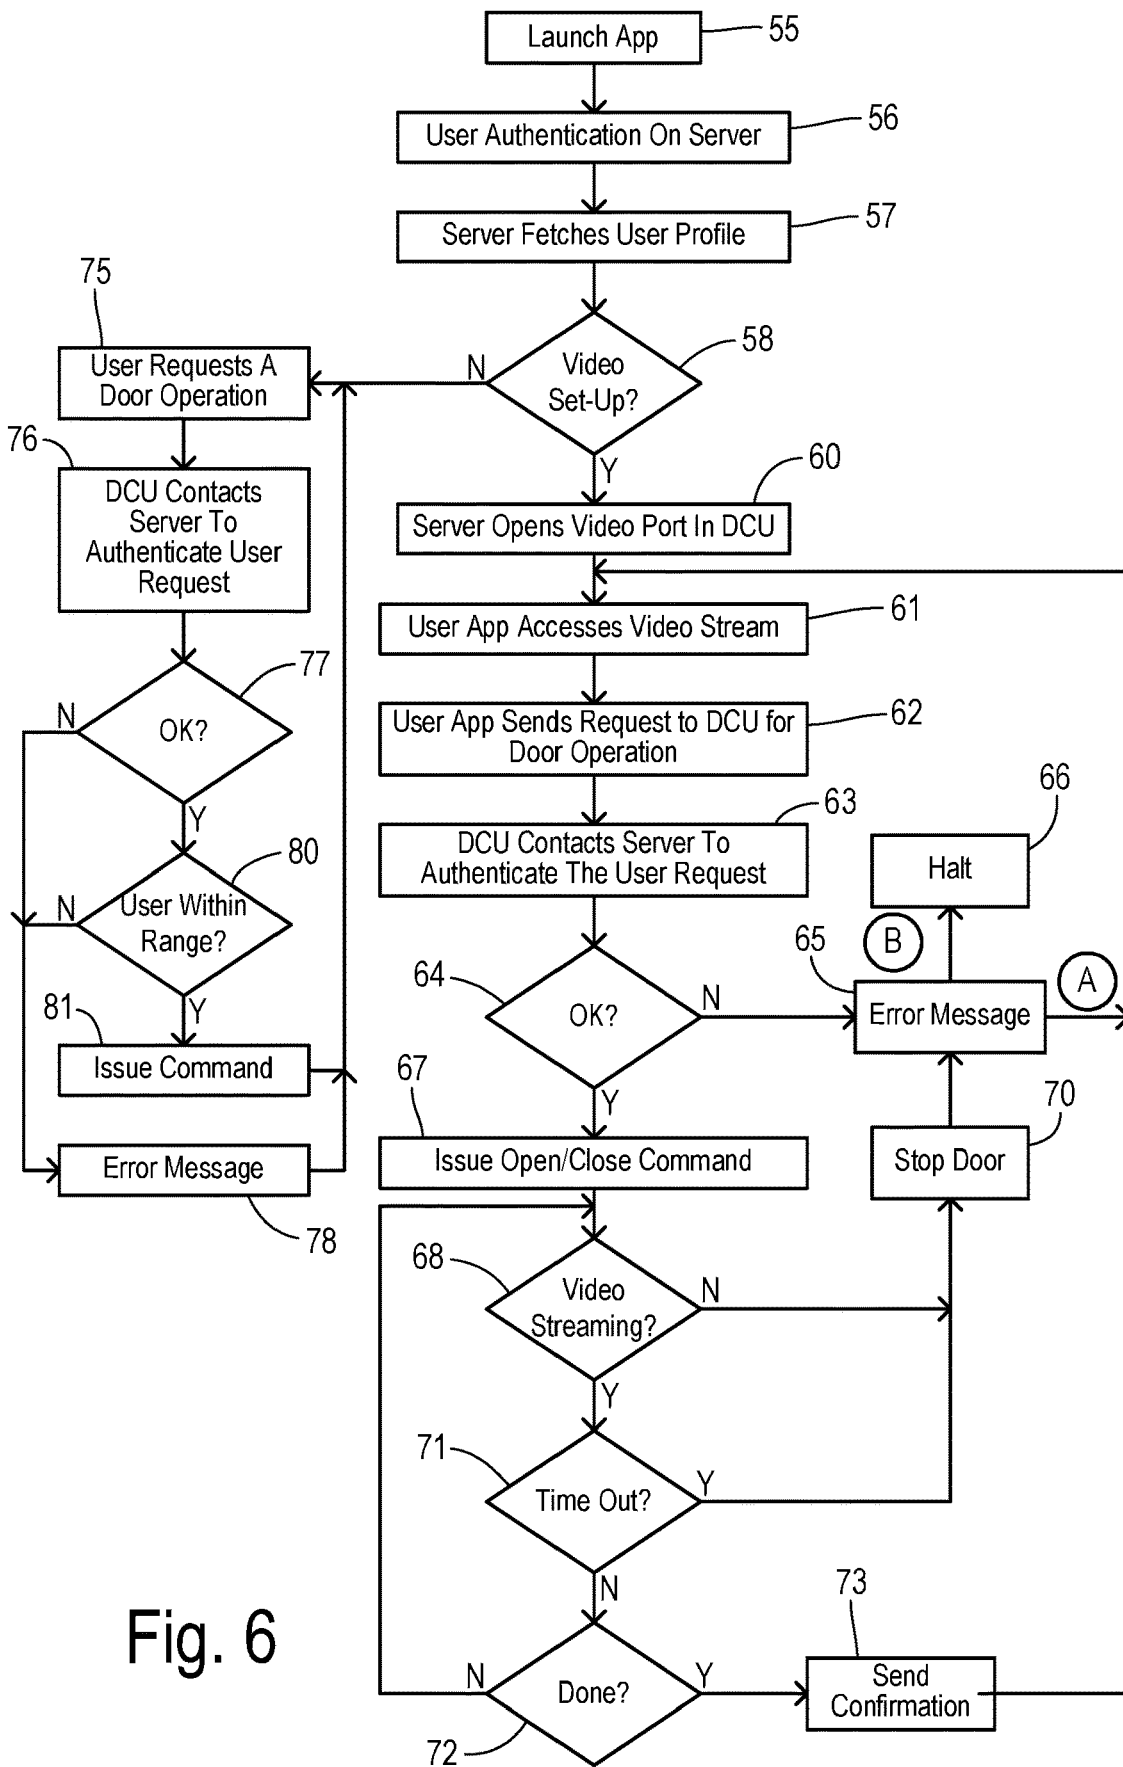 Launch App
55
User Authentication On Server
56
Server Fetches User Profile
57
75
User Requests A
Door Operation
N
Video
Set-Up?
58
Y
76
DCU Contacts
Server To
Authenticate User
Request
60
Server Opens Video Port In DCU
User App Accesses Video Stream
61
77
N
OK?
Y
User App Sends Request to DCU for
Door Operation
62
63
DCU Contacts Server To
Authenticate The User Request
66
Halt
80
N
User Within
Range?
Y
B
65
A
64
OK?
N
Error Message
Y
81
Issue Command
67
Issue Open/Close Command
70
Stop Door
Error Message
78
68
Video
Streaming?
N
Y
71
Time Out?
Y
N
73
N
Done?
Y
Send
Confirmation
72
Fig. 6